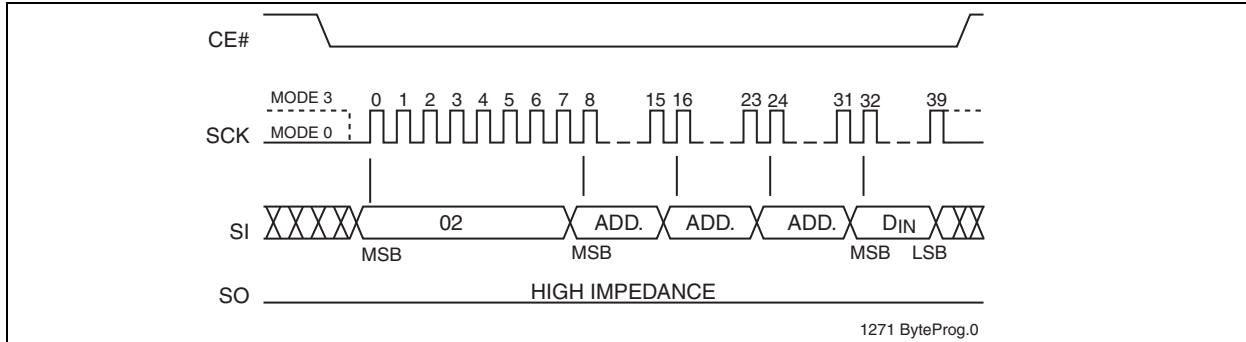 CE#
MODE 3 0 1 2 3 4 5 6 7 8 15 16 23 24 31 32 39
SCK MODE 0
SI 02 ADD. ADD. ADD. DIN
MSB MSB MSB LSB
SO HIGH IMPEDANCE
1271 ByteProg.0